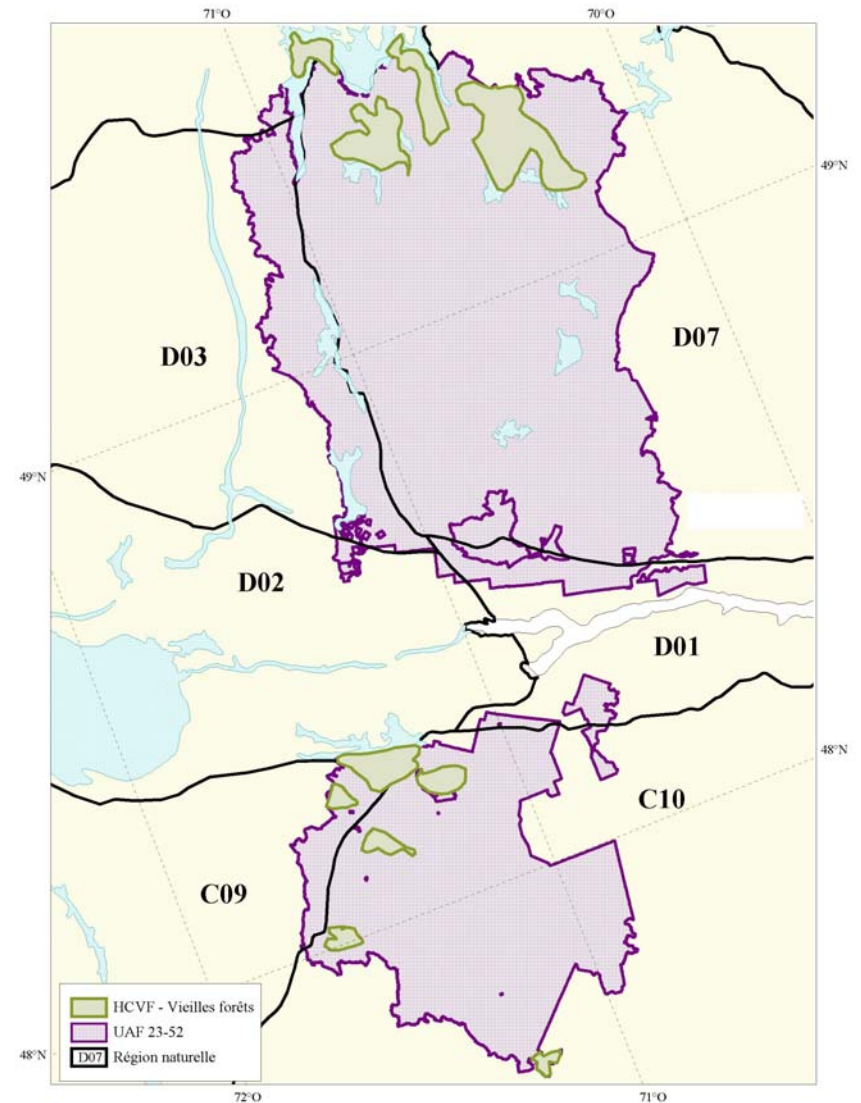 71°O
70°O
49°N
D03
D07
49°N
D02
D01
48°N
C10
C09
HCVF - Vieilles forêts
UAF 23-52
D07 Région naturelle
48°N
72°O
71°O